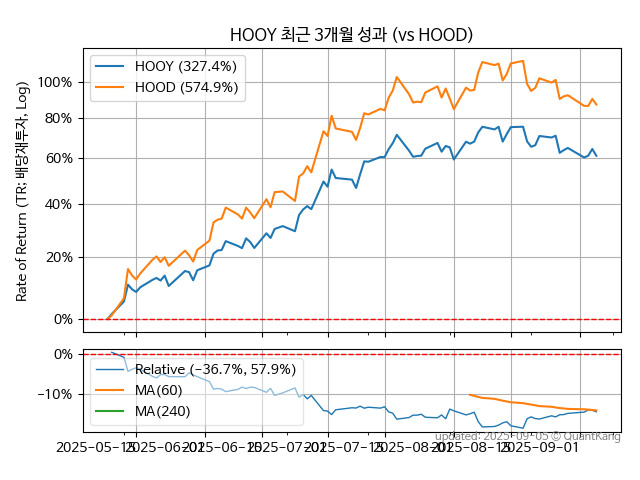 HOOY 최근 3개월 성과 (vs HOOD)
Rate of Return (TR: 배당재투자, Log)
HOOY (327.4%)
HOOD (574.9%)
100%
80%
60%
40%
20%
0%
0%
−10%
Relative (−36.7%, 57.9%)
MA(60)
MA(240)
2025−05−15
2025−06−01
2025−06−15
2025−07−01
2025−07−15
2025−08−01
2025−08−15
2025−09−01
updated: 2025-09-05 © QuantKang